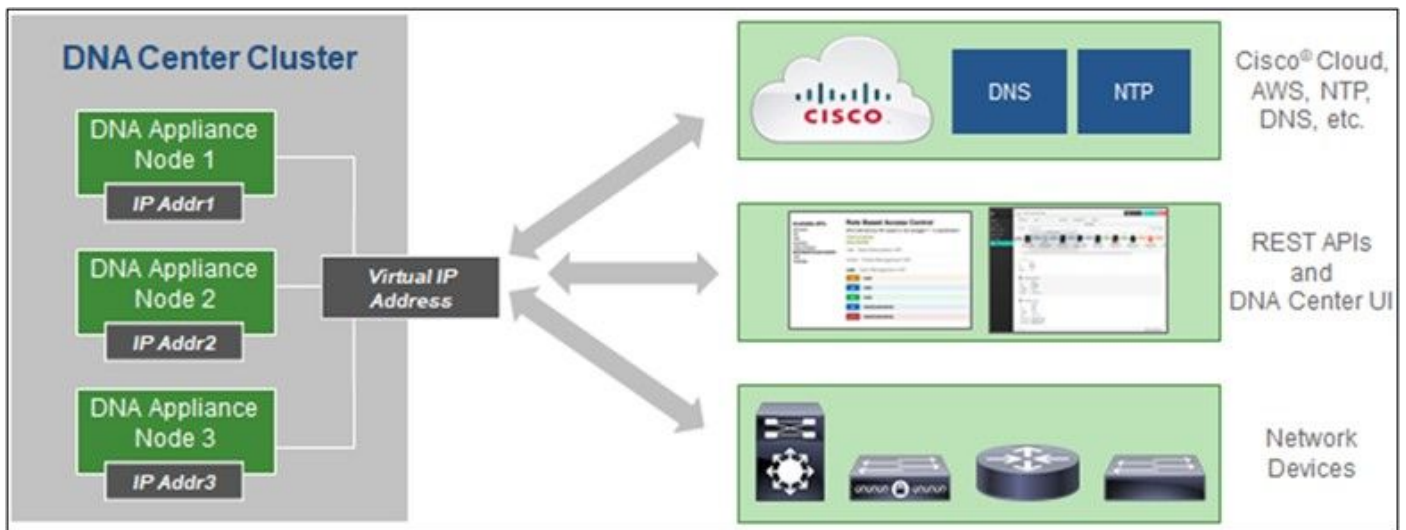 DNA Center Cluster
DNA Appliance
Node 1
IP Addr1
DNA Appliance
Node 2
IP Addr2
DNA Appliance
Node 3
IP Addr3
Virtual IP
Address
CISCO
DNS
NTP
Cisco® Cloud,
AWS, NTP,
DNS, etc.
Role Based Access Control
REST APIs
and
DNA Center UI
Network
Devices